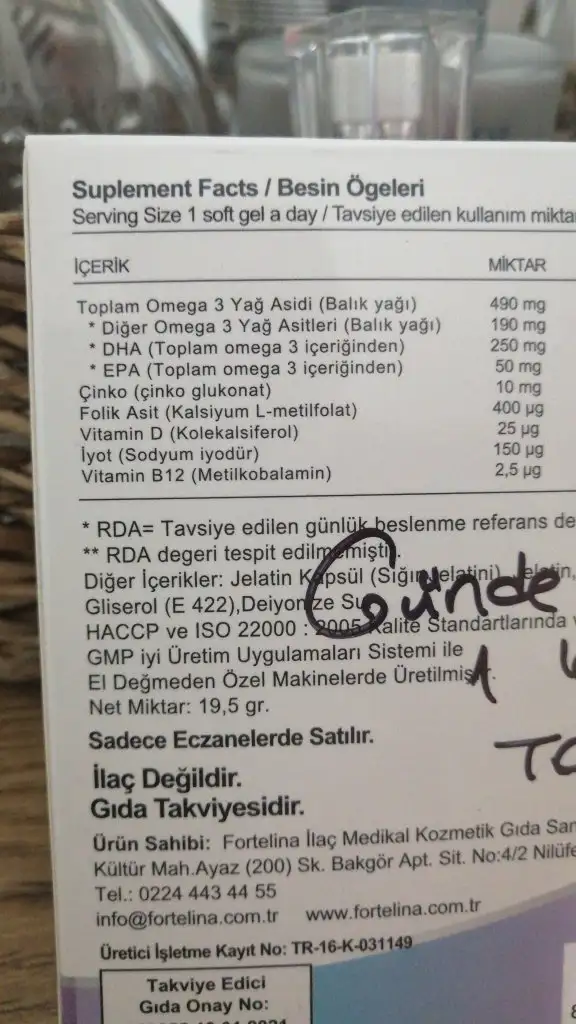 Suplement Facts / Besin Ögeleri
Serving Size 1 soft gel a day / Tavsiye edilen kullanım
İÇERİK MİKTAR
Toplam Omega 3 Yağ Asidi (Balık yağı) 490 mg
* Diğer Omega 3 Yağ Asitleri (Balık yağı) 190 mg
* DHA (Toplam omega 3 içeriğinden) 250 mg
* EPA (Toplam omega 3 içeriğinden) 50 mg
Çinko (çinko glukonat) 10 mg
Folik Asit (Kalsiyum L-metilfolat) 400 µg
Vitamin D (Kolekalsiferol) 25 µg
İyot (Sodyum iyodür) 150 µg
Vitamin B12 (Metilkobalamin) 2,5 µg
* RDA= Tavsiye edilen günlük beslenme referans
** RDA degeri tespit edilmemiştir.
Diğer İçerikler: Jelatin Kapsül (Sığır jelatini), Jelatin,
Gliserol (E 422),Deiyonize Su
HACCP ve ISO 22000 : 2005 Kalite Standartlarında
GMP iyi Üretim Uygulamaları Sistemi ile
El Değmeden Özel Makinelerde Üretilmiştir.
Net Miktar: 19,5 gr.
Günde
1
Sadece Eczanelerde Satılır.
İlaç Değildir.
Gıda Takviyesidir.
Ürün Sahibi: Fortelina İlaç Medikal Kozmetik Gıda
Kültür Mah.Ayaz (200) Sk. Bakgör Apt. Sit. No:4/2
Tel.: 0224 443 44 55
info@fortelina.com.tr www.fortelina.com.tr
Üretici İşletme Kayıt No: TR-16-K-031149
Takviye Edici
Gıda Onay No: